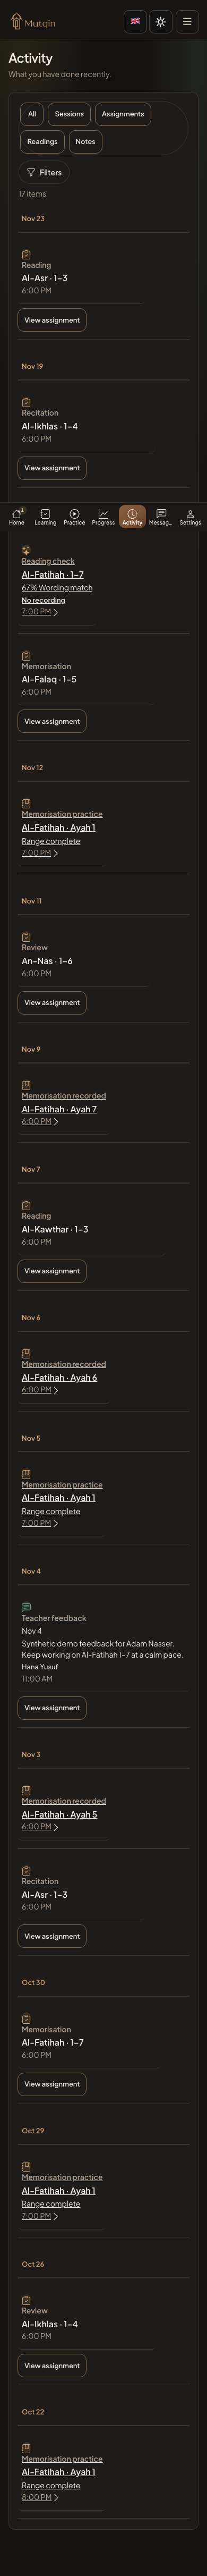 Mutqin
Activity
What you have done recently.
All
Sessions
Assignments
Readings
Notes
Filters
17 items
Nov 23
Reading
Al-Asr · 1–3
6:00 PM
View assignment
Nov 19
Recitation
Al-Ikhlas · 1–4
6:00 PM
View assignment
1
Home
Learning
Practice
Progress
Activity
Messag…
Settings
Reading check
Al-Fatihah · 1–7
67% Wording match
No recording
7:00 PM
Memorisation
Al-Falaq · 1–5
6:00 PM
View assignment
Nov 12
Memorisation practice
Al-Fatihah · Ayah 1
Range complete
7:00 PM
Nov 11
Review
An-Nas · 1–6
6:00 PM
View assignment
Nov 9
Memorisation recorded
Al-Fatihah · Ayah 7
6:00 PM
Nov 7
Reading
Al-Kawthar · 1–3
6:00 PM
View assignment
Nov 6
Memorisation recorded
Al-Fatihah · Ayah 6
6:00 PM
Nov 5
Memorisation practice
Al-Fatihah · Ayah 1
Range complete
7:00 PM
Nov 4
Teacher feedback
Nov 4
Synthetic demo feedback for Adam Nasser.
Keep working on Al-Fatihah 1–7 at a calm pace.
Hana Yusuf
11:00 AM
View assignment
Nov 3
Memorisation recorded
Al-Fatihah · Ayah 5
6:00 PM
Recitation
Al-Asr · 1–3
6:00 PM
View assignment
Oct 30
Memorisation
Al-Fatihah · 1–7
6:00 PM
View assignment
Oct 29
Memorisation practice
Al-Fatihah · Ayah 1
Range complete
7:00 PM
Oct 26
Review
Al-Ikhlas · 1–4
6:00 PM
View assignment
Oct 22
Memorisation practice
Al-Fatihah · Ayah 1
Range complete
8:00 PM